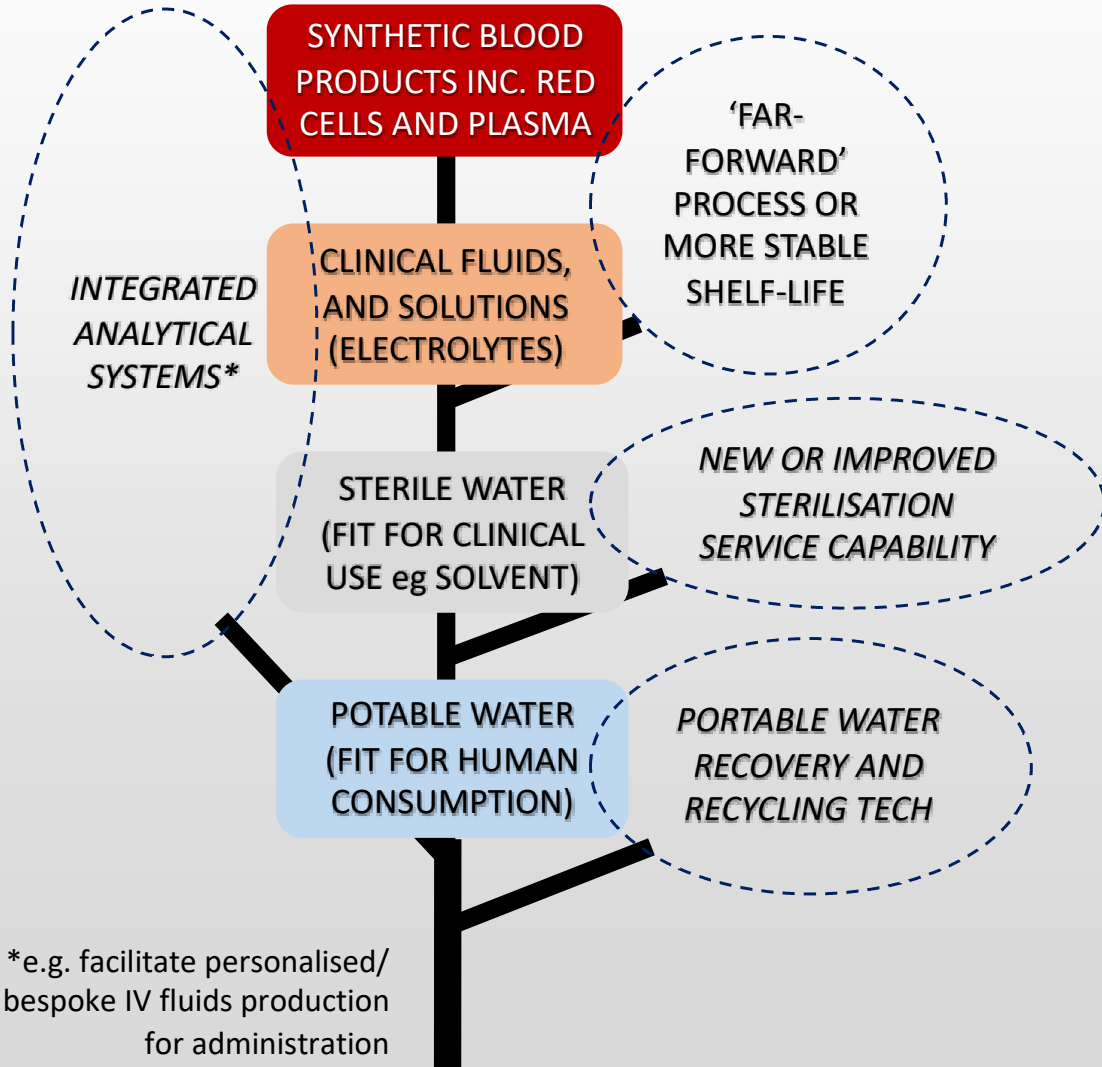 SYNTHETIC BLOOD
PRODUCTS INC. RED
CELLS AND PLASMA
‘FAR-
FORWARD’
PROCESS OR
MORE STABLE
SHELF-LIFE
CLINICAL FLUIDS,
AND SOLUTIONS
(ELECTROLYTES)
INTEGRATED
ANALYTICAL
SYSTEMS*
NEW OR IMPROVED
STERILISATION
SERVICE CAPABILITY
STERILE WATER
(FIT FOR CLINICAL
USE eg SOLVENT)
POTABLE WATER
(FIT FOR HUMAN
CONSUMPTION)
PORTABLE WATER
RECOVERY AND
RECYCLING TECH
*e.g. facilitate personalised/
bespoke IV fluids production
for administration